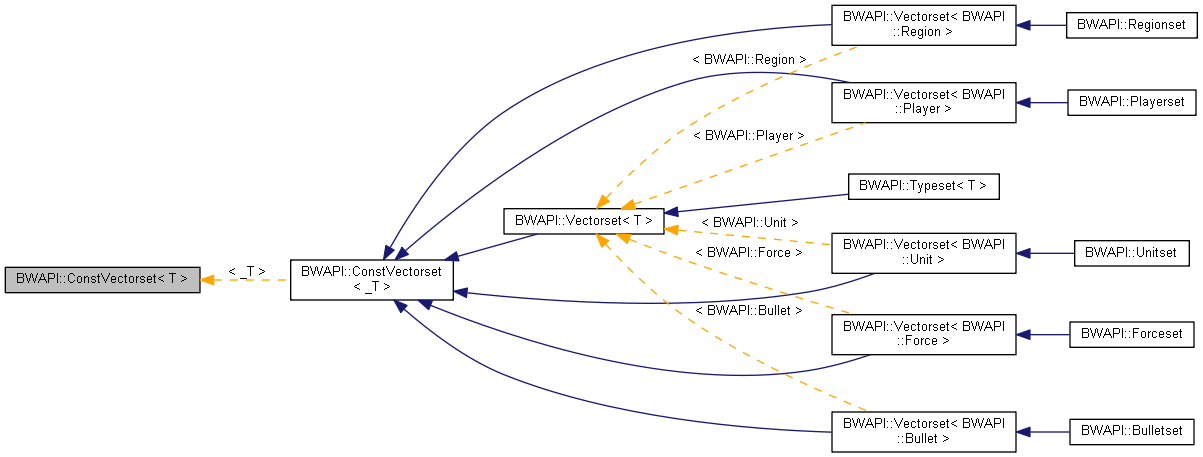 BWAPI::ConstVectorset< T >
< _T >
BWAPI::ConstVectorset
< _T >
BWAPI::Vectorset< T >
< BWAPI::Region >
< BWAPI::Player >
< BWAPI::Unit >
< BWAPI::Force >
< BWAPI::Bullet >
BWAPI::Vectorset< BWAPI
::Region >
BWAPI::Regionset
BWAPI::Vectorset< BWAPI
::Player >
BWAPI::Playerset
BWAPI::Typeset< T >
BWAPI::Vectorset< BWAPI
::Unit >
BWAPI::Unitset
BWAPI::Vectorset< BWAPI
::Force >
BWAPI::Forceset
BWAPI::Vectorset< BWAPI
::Bullet >
BWAPI::Bulletset